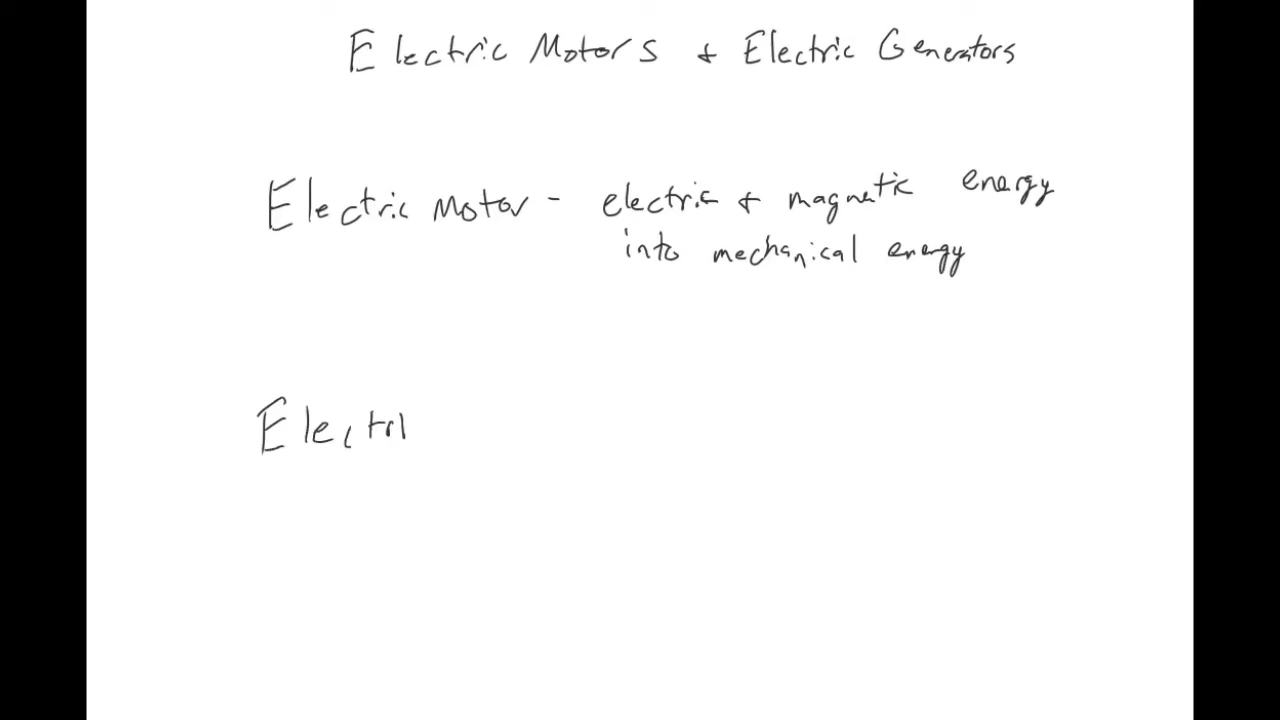 Electric Motors & Electric Generators
Electric Motor - electric & magnetic energy
into mechanical energy
Electri